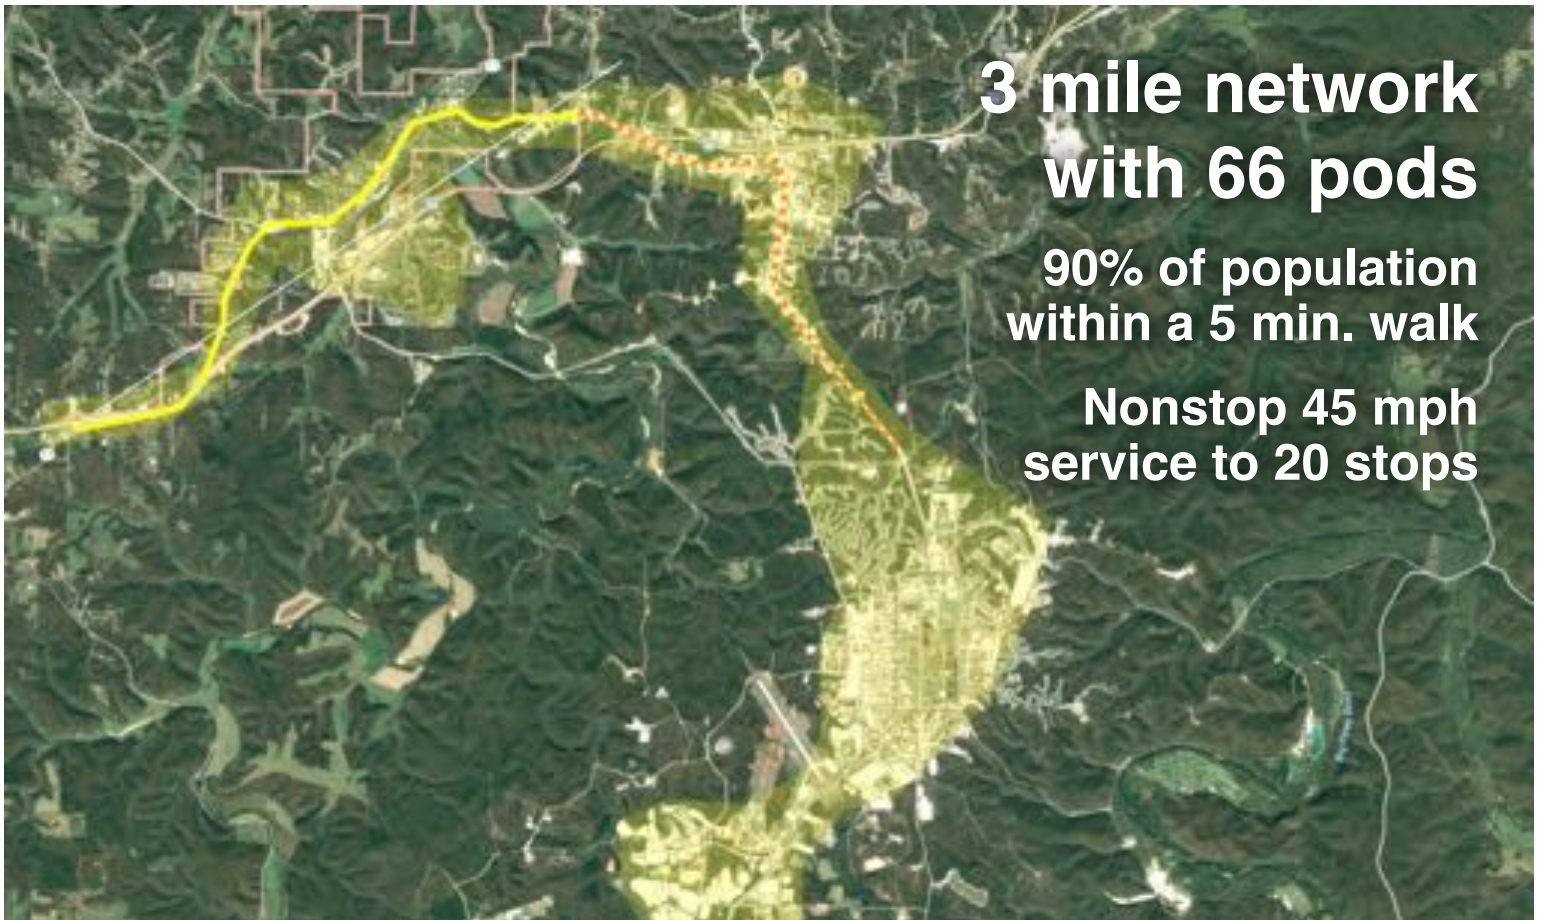 3 mile network
with 66 pods
90% of population
within a 5 min. walk
Nonstop 45 mph
service to 20 stops